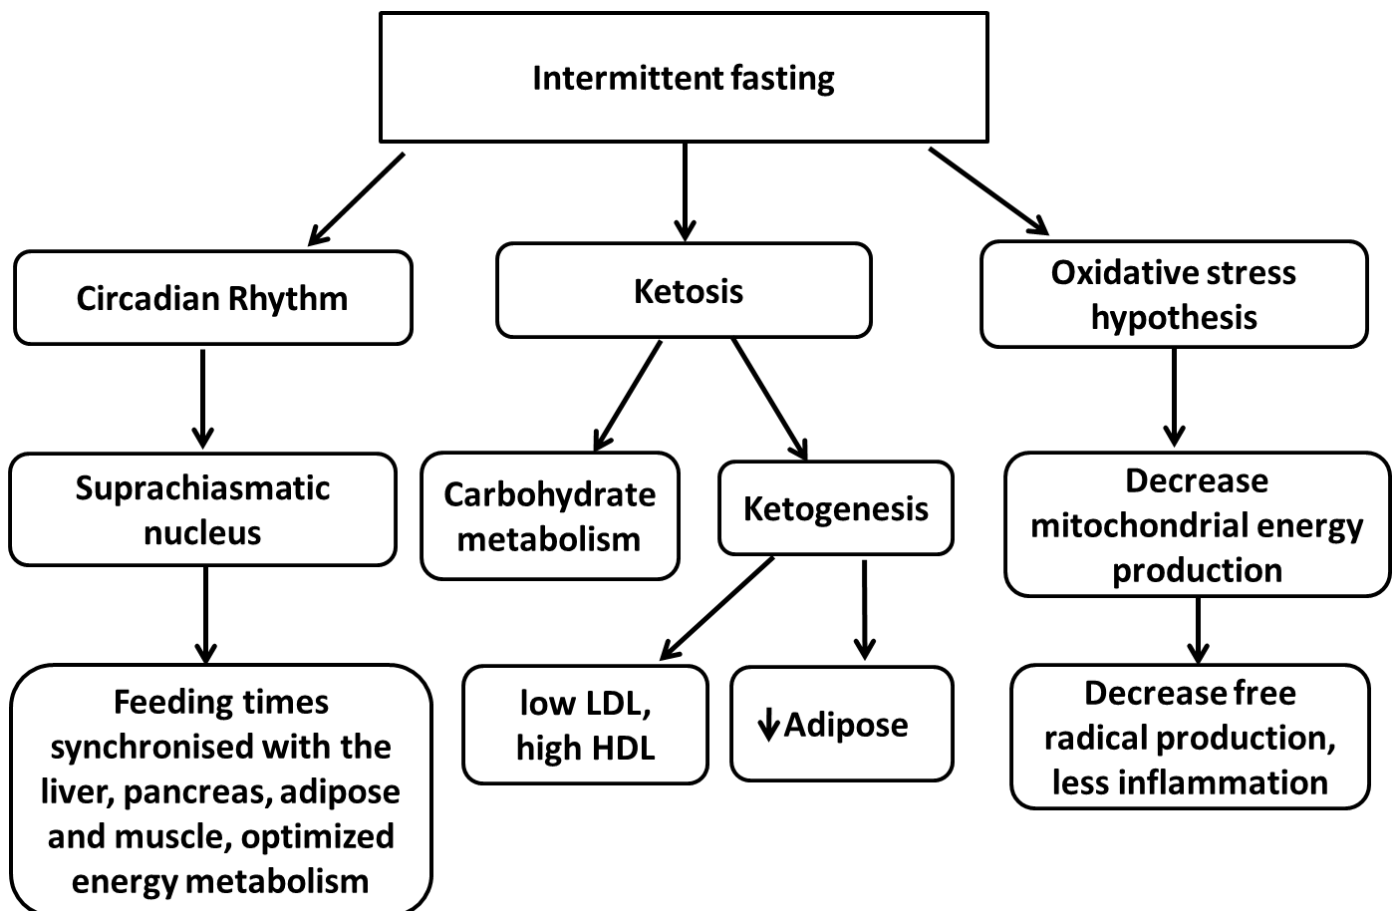 Intermittent fasting
Circadian Rhythm
Ketosis
Oxidative stress
hypothesis
Suprachiasmatic
nucleus
Carbohydrate
metabolism
Ketogenesis
Decrease
mitochondrial energy
production
Feeding times
synchronised with the
liver, pancreas, adipose
and muscle, optimized
energy metabolism
low LDL,
high HDL
↓Adipose
Decrease free
radical production,
less inflammation